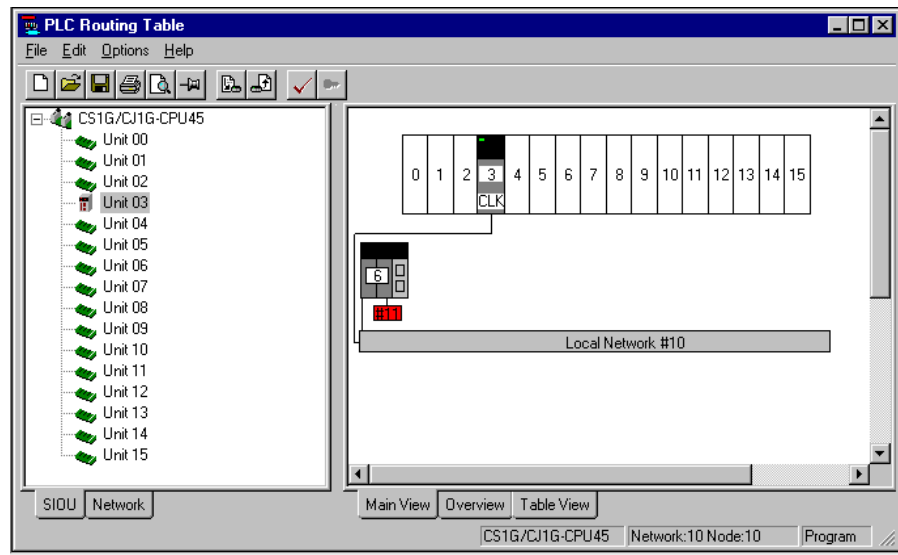 PLC Routing Table
File Edit Options Help
CS1G/CJ1G-CPU45
Unit 00
Unit 01
Unit 02
Unit 03
Unit 04
Unit 05
Unit 06
Unit 07
Unit 08
Unit 09
Unit 10
Unit 11
Unit 12
Unit 13
Unit 14
Unit 15
SIOU Network
0 1 2 3 4 5 6 7 8 9 10 11 12 13 14 15
CLK
6
#11
Local Network #10
Main View Overview Table View
CS1G/CJ1G-CPU45 Network:10 Node:10 Program